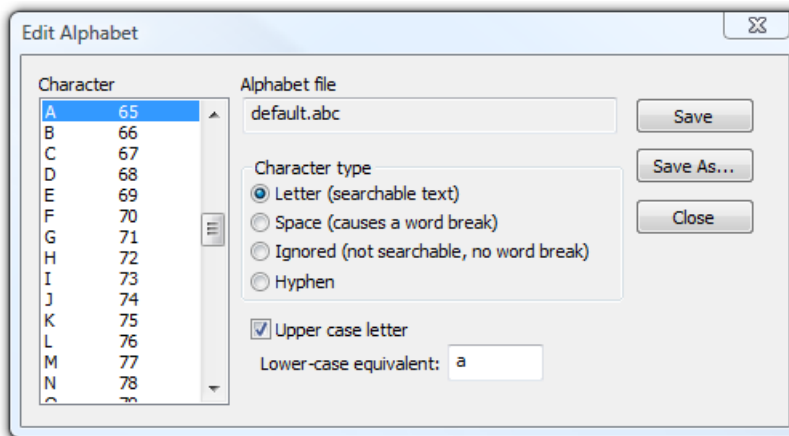 Edit Alphabet
Character
A 65
B 66
C 67
D 68
E 69
F 70
G 71
H 72
I 73
J 74
K 75
L 76
M 77
N 78
Alphabet file
default.abc
Character type
Letter (searchable text)
Space (causes a word break)
Ignored (not searchable, no word break)
Hyphen
Upper case letter
Lower-case equivalent: a
Save
Save As...
Close